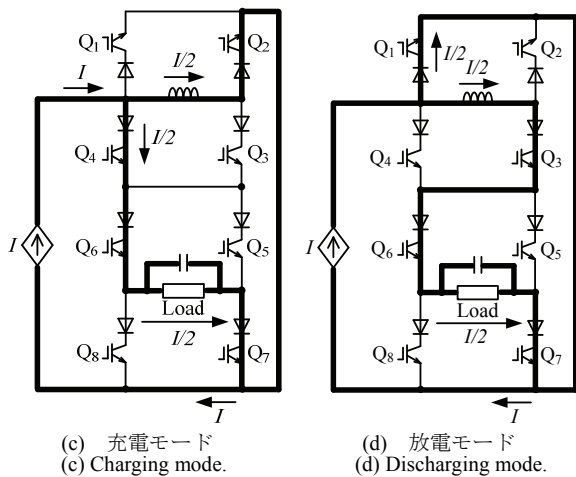 Q1
Q2
I
I/2
I/2
Q4
Q3
I
Q6
Q5
Load
I/2
Q8
Q7
I
(c) 充電モード
(c) Charging mode.
Q1
I/2
I/2
Q2
Q4
Q3
I
Q6
Q5
Load
I/2
Q8
Q7
I
(d) 放電モード
(d) Discharging mode.